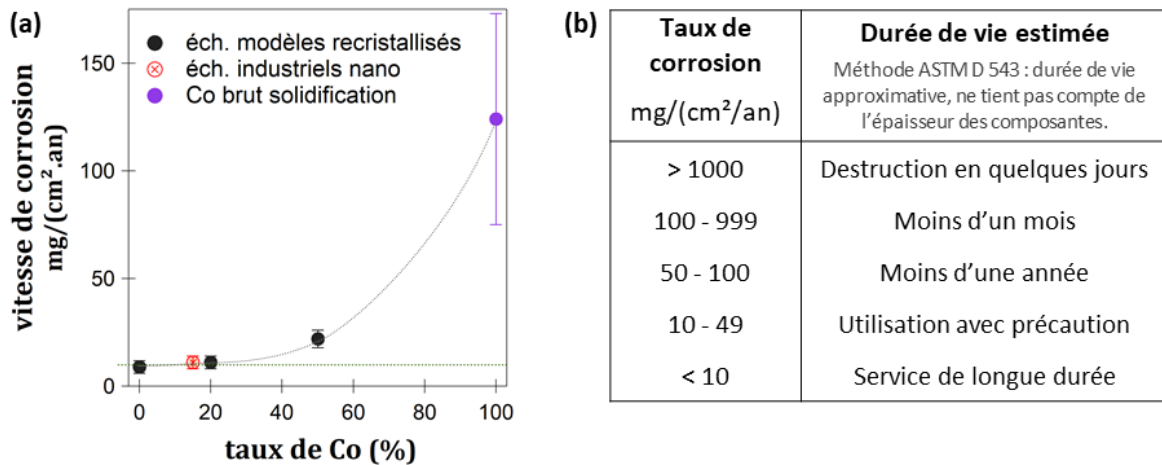 (a)
éch. modèles recristallisés
éch. industriels nano
Co brut solidification
vitesse de corrosion
mg/(cm².an)
150
100
50
0
0
20
40
60
80
100
taux de Co (%)
(b)
Taux de
corrosion
mg/(cm²/an)
Durée de vie estimée
Méthode ASTM D 543 : durée de vie
approximative, ne tient pas compte de
l’épaisseur des composantes.
> 1000
Destruction en quelques jours
100 - 999
Moins d’un mois
50 - 100
Moins d’une année
10 - 49
Utilisation avec précaution
< 10
Service de longue durée